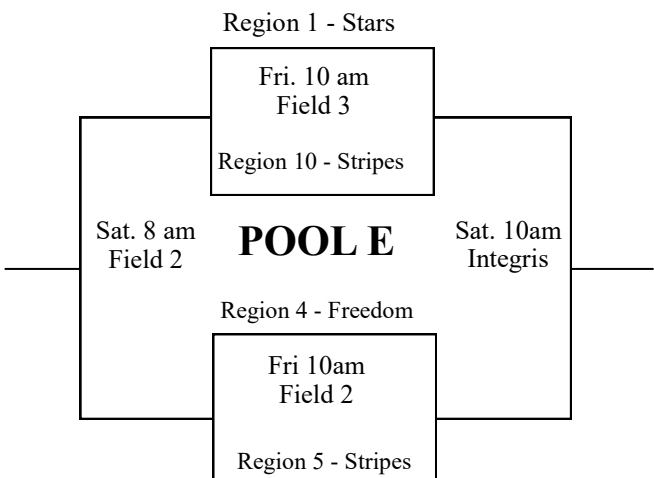 Region 1 - Stars
Fri. 10 am
Field 3
Region 10 - Stripes
Sat. 8 am
Field 2
POOL E
Sat. 10am
Integris
Region 4 - Freedom
Fri 10am
Field 2
Region 5 - Stripes